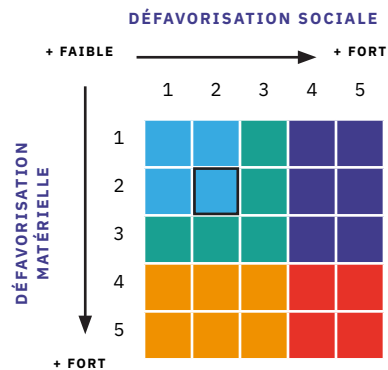 DÉFAVORISATION SOCIALE
+ FAIBLE
+ FORT
1 2 3 4 5
DÉFAVORISATION
MATÉRIELLE
1
2
3
4
5
+ FORT